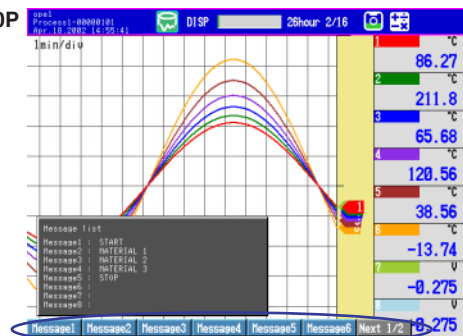 OP
opel
Process1-00000101
Apr.18.2002 14:55:41
DISP
26hour 2/16
1min/div
1 °C
86.27
2 °C
211.8
3 °C
65.68
4 °C
120.56
5 °C
38.56
6 °C
-13.74
7 V
-0.275
V
-0.275
1
Message list
Message1 : START
Message2 : MATERIAL 1
Message3 : MATERIAL 2
Message4 : MATERIAL 3
Message5 : STOP
Message6 :
Message7 :
Message8 :
Message1 Message2 Message3 Message4 Message5 Message6 Next 1/2